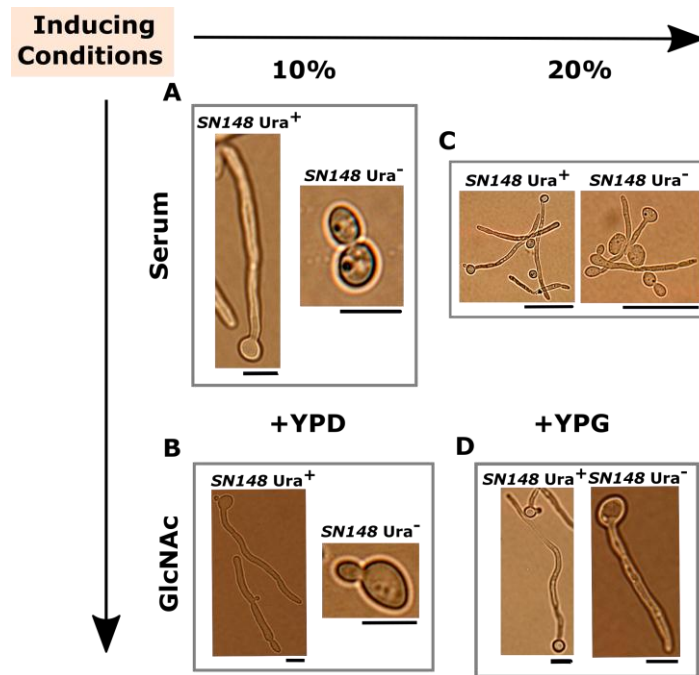 Inducing
Conditions
10%
20%
A
SN148 Ura+
SN148 Ura-
C
SN148 Ura+
SN148 Ura-
Serum
+YPD
+YPG
B
SN148 Ura+
SN148 Ura-
D
SN148 Ura+ SN148 Ura-
GlcNAc